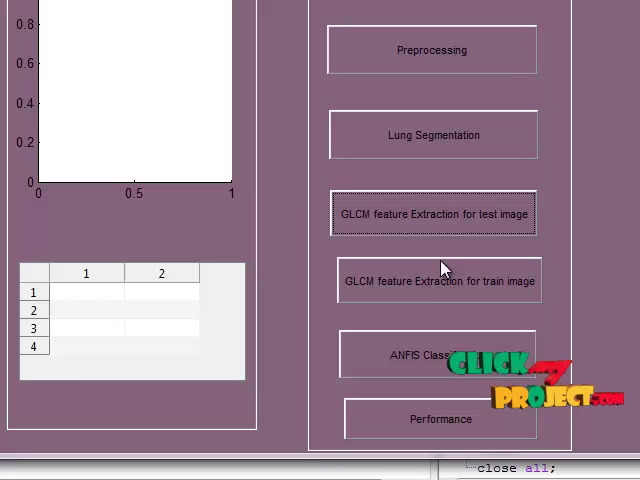 0.8
0.6
0.4
0.2
0
0 0.5 1
1 2
1
2
3
4
Preprocessing
Lung Segmentation
GLCM feature Extraction for test image
GLCM feature Extraction for train image
ANFIS Classi
Performance
CLICK my
PROJECT.COM
close all;